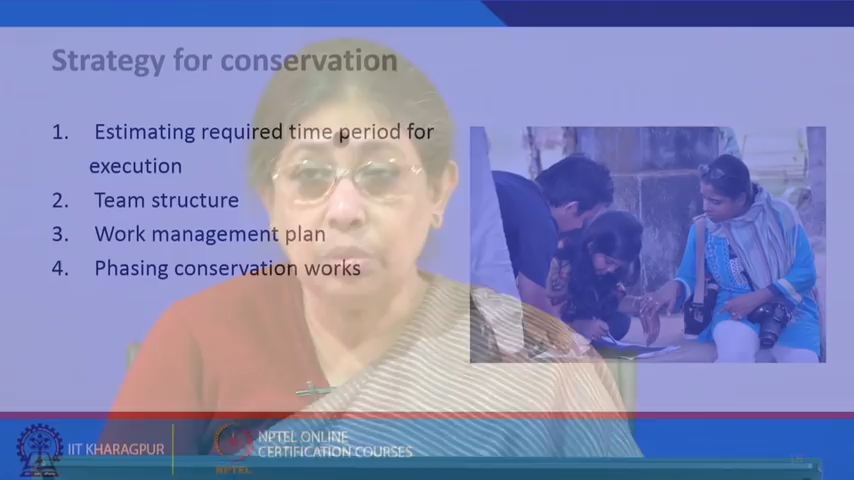 Strategy for conservation
1. Estimating required time period for
execution
2. Team structure
3. Work management plan
4. Phasing conservation works
IIT KHARAGPUR
NPTEL
NPTEL ONLINE
CERTIFICATION COURSES